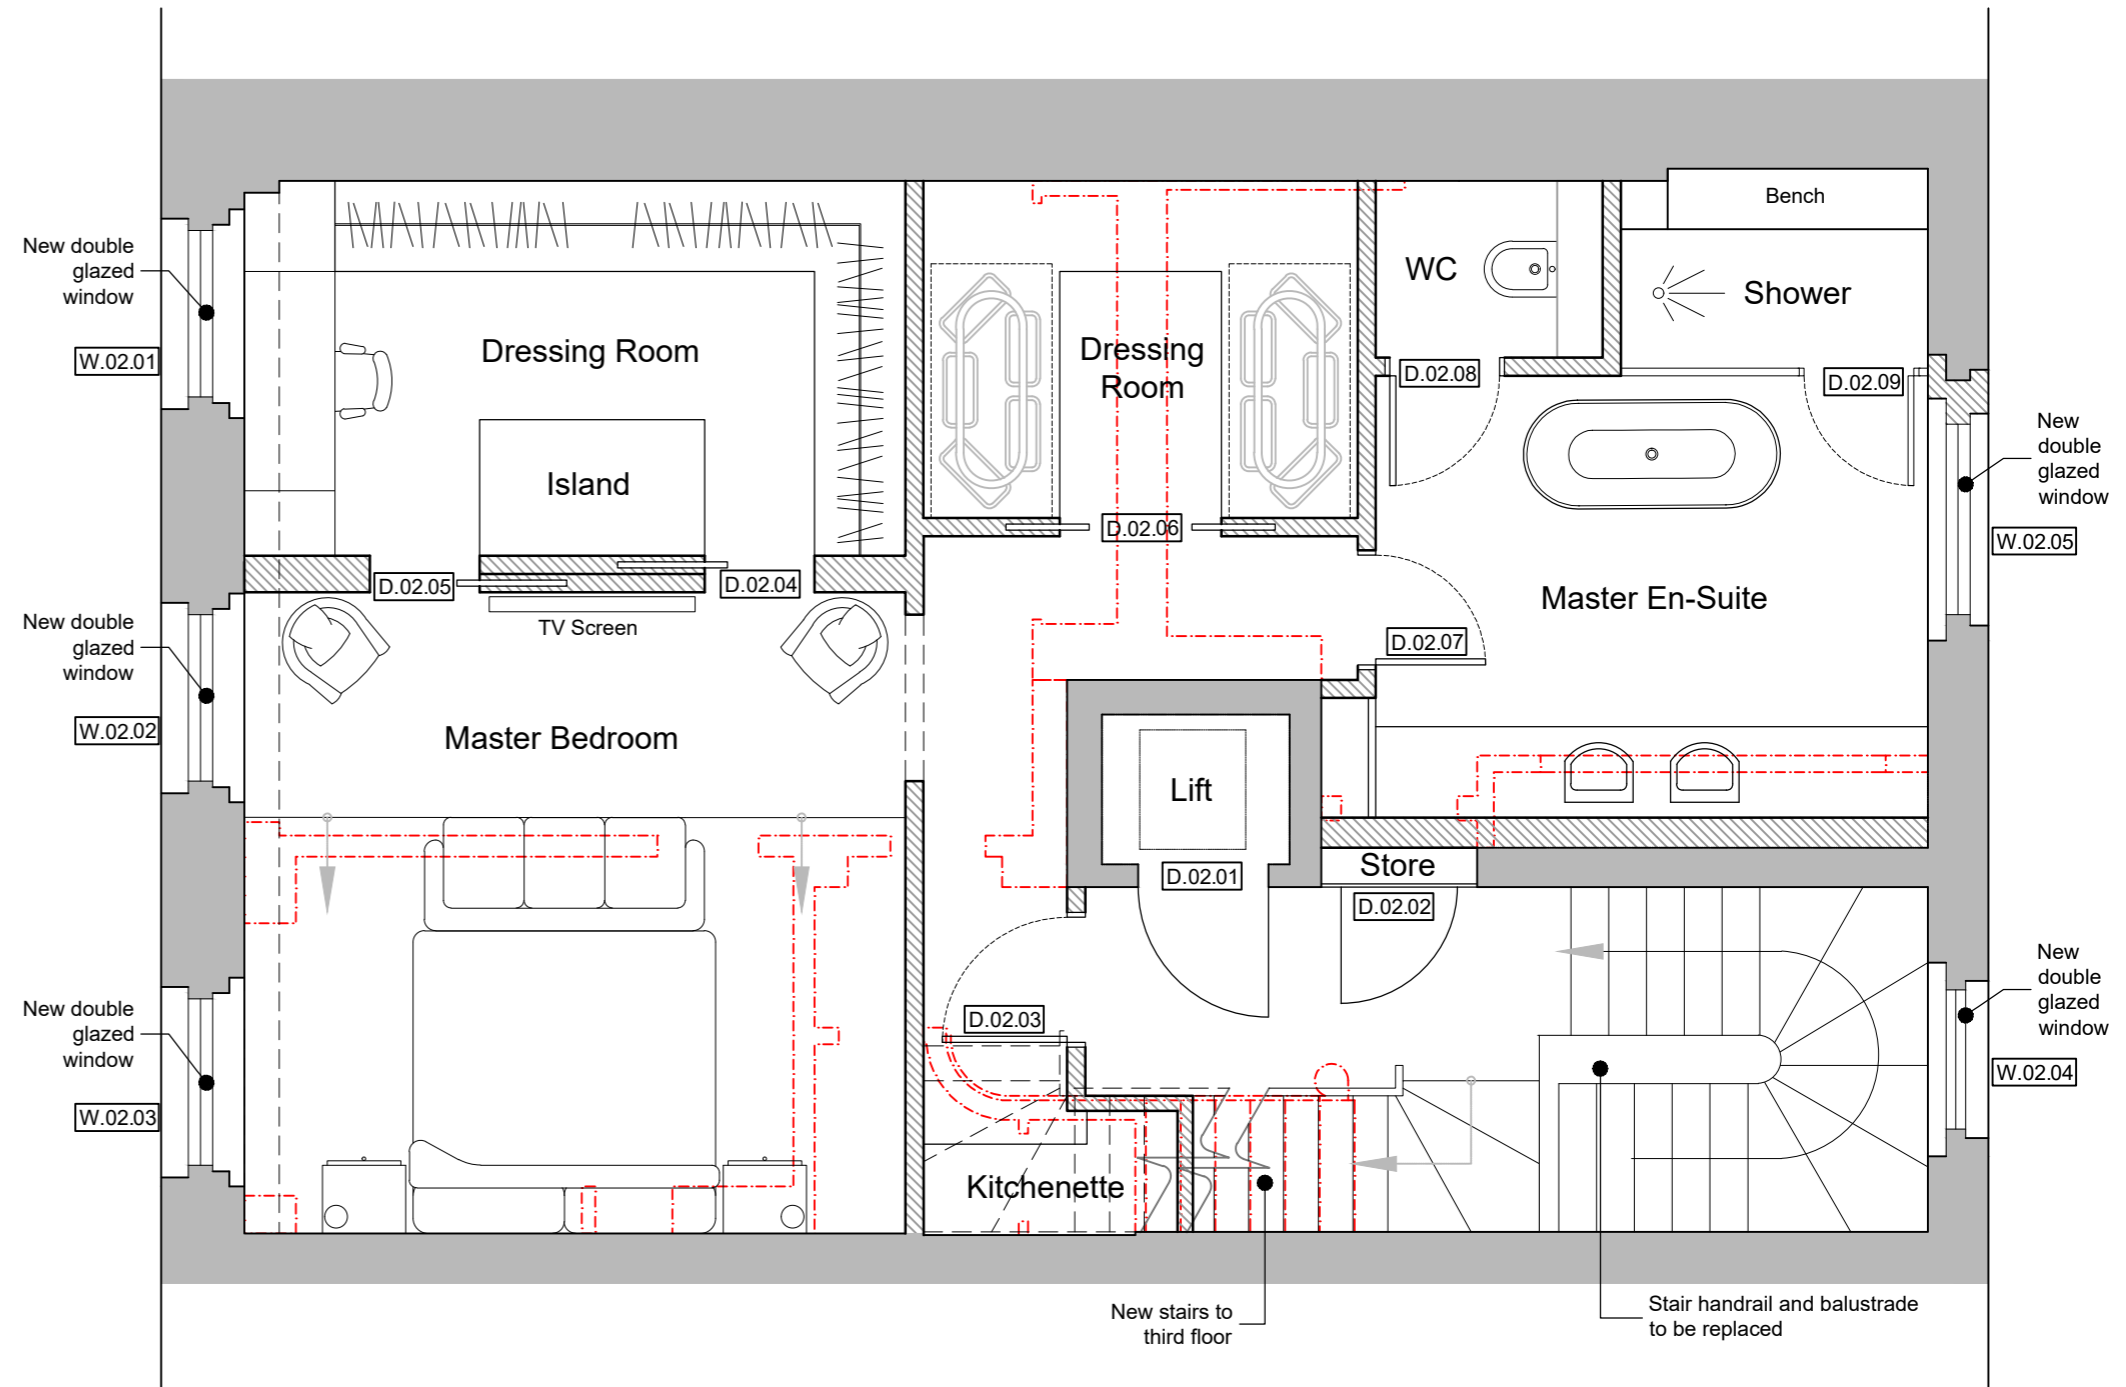 Bench
New double
glazed
window
WC
Shower
W.02.01
Dressing Room
Dressing
Room
D.02.08
D.02.09
New
double
glazed
window
Island
D.02.06
W.02.05
D.02.05
D.02.04
TV Screen
Master En-Suite
New double
glazed
window
D.02.07
W.02.02
Master Bedroom
Lift
D.02.01
Store
D.02.02
New double
glazed
window
D.02.03
New
double
glazed
window
W.02.04
W.02.03
Kitchenette
New stairs to
third floor
Stair handrail and balustrade
to be replaced